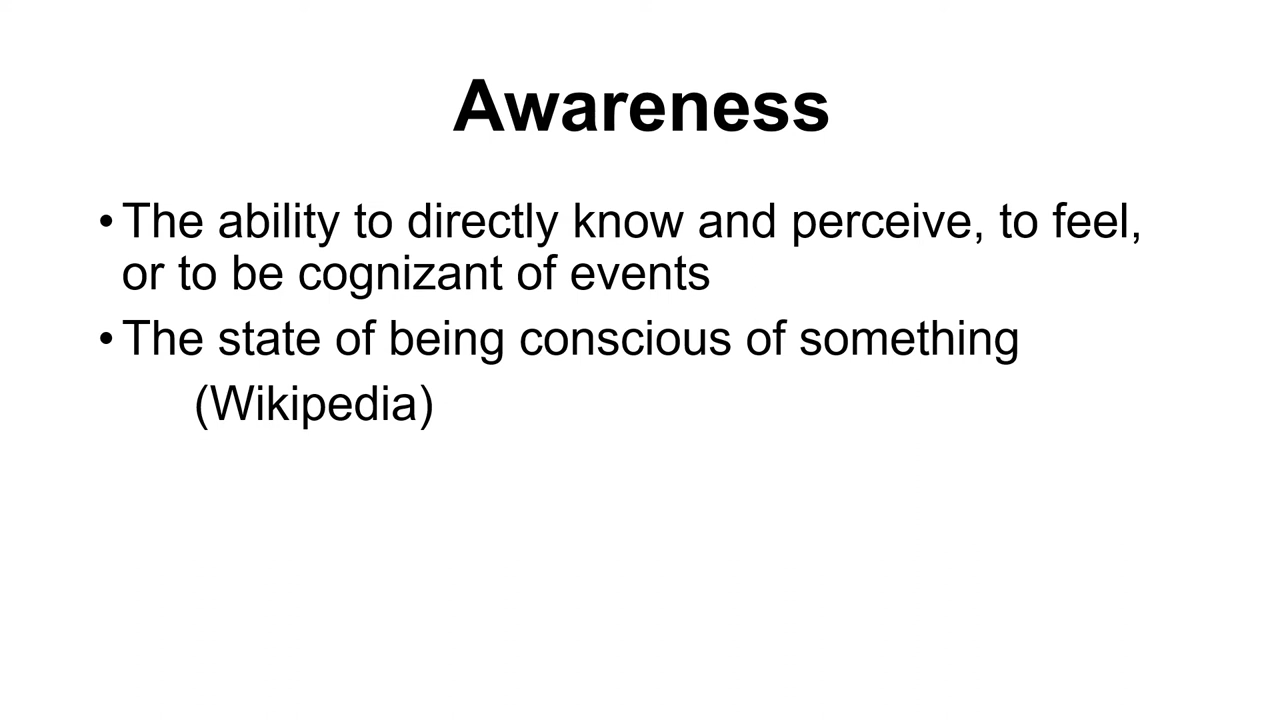 Awareness
•The ability to directly know and perceive, to feel,
or to be cognizant of events
•The state of being conscious of something
(Wikipedia)